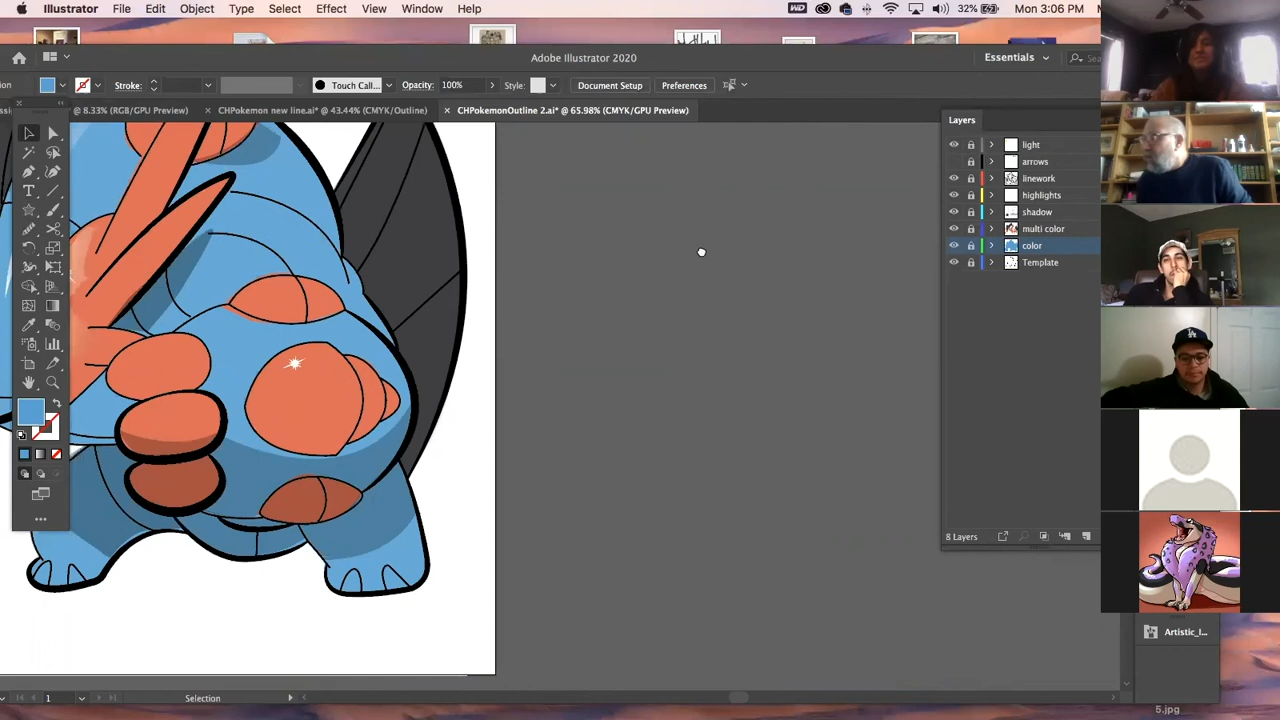 Illustrator File Edit Object Type Select Effect View Window Help
32% Mon 3:06 PM
Adobe Illustrator 2020
Essentials
Stroke: Touch Call... Opacity: 100% Style: Document Setup Preferences
@ 8.33% (RGB/GPU Preview) × CHPokemon new line.ai* @ 43.44% (CMYK/Outline) × CHPokemonOutline 2.ai* @ 65.98% (CMYK/GPU Preview)
Layers
light
arrows
linework
highlights
shadow
multi color
color
Template
8 Layers
Artistic_I...
1 Selection
5.jpg